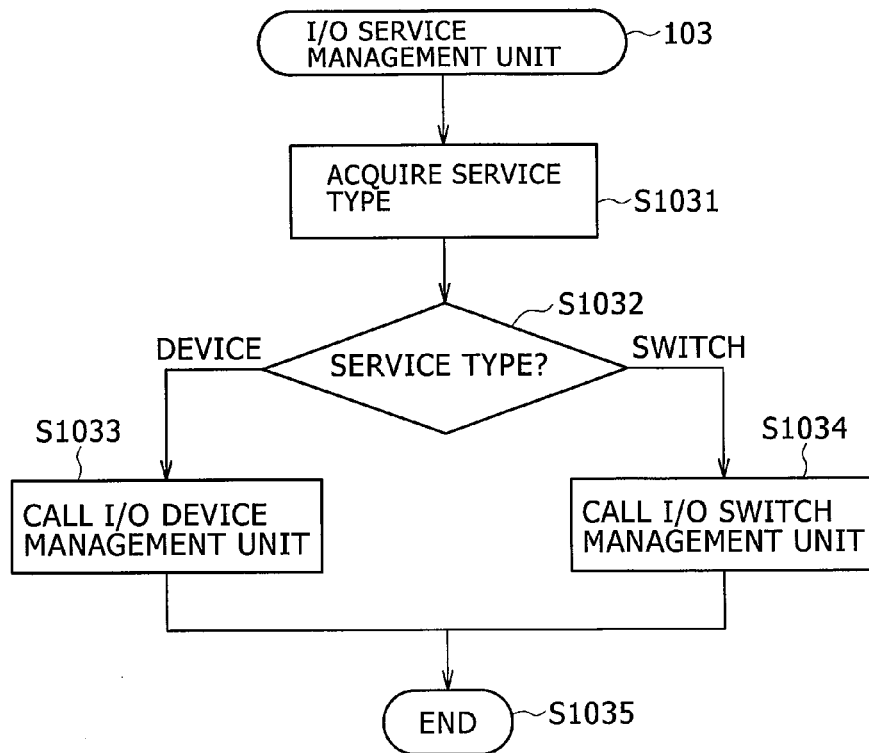 I/O SERVICE
MANAGEMENT UNIT
103
ACQUIRE SERVICE
TYPE
S1031
S1032
DEVICE
SERVICE TYPE?
SWITCH
S1033
S1034
CALL I/O DEVICE
MANAGEMENT UNIT
CALL I/O SWITCH
MANAGEMENT UNIT
END
S1035